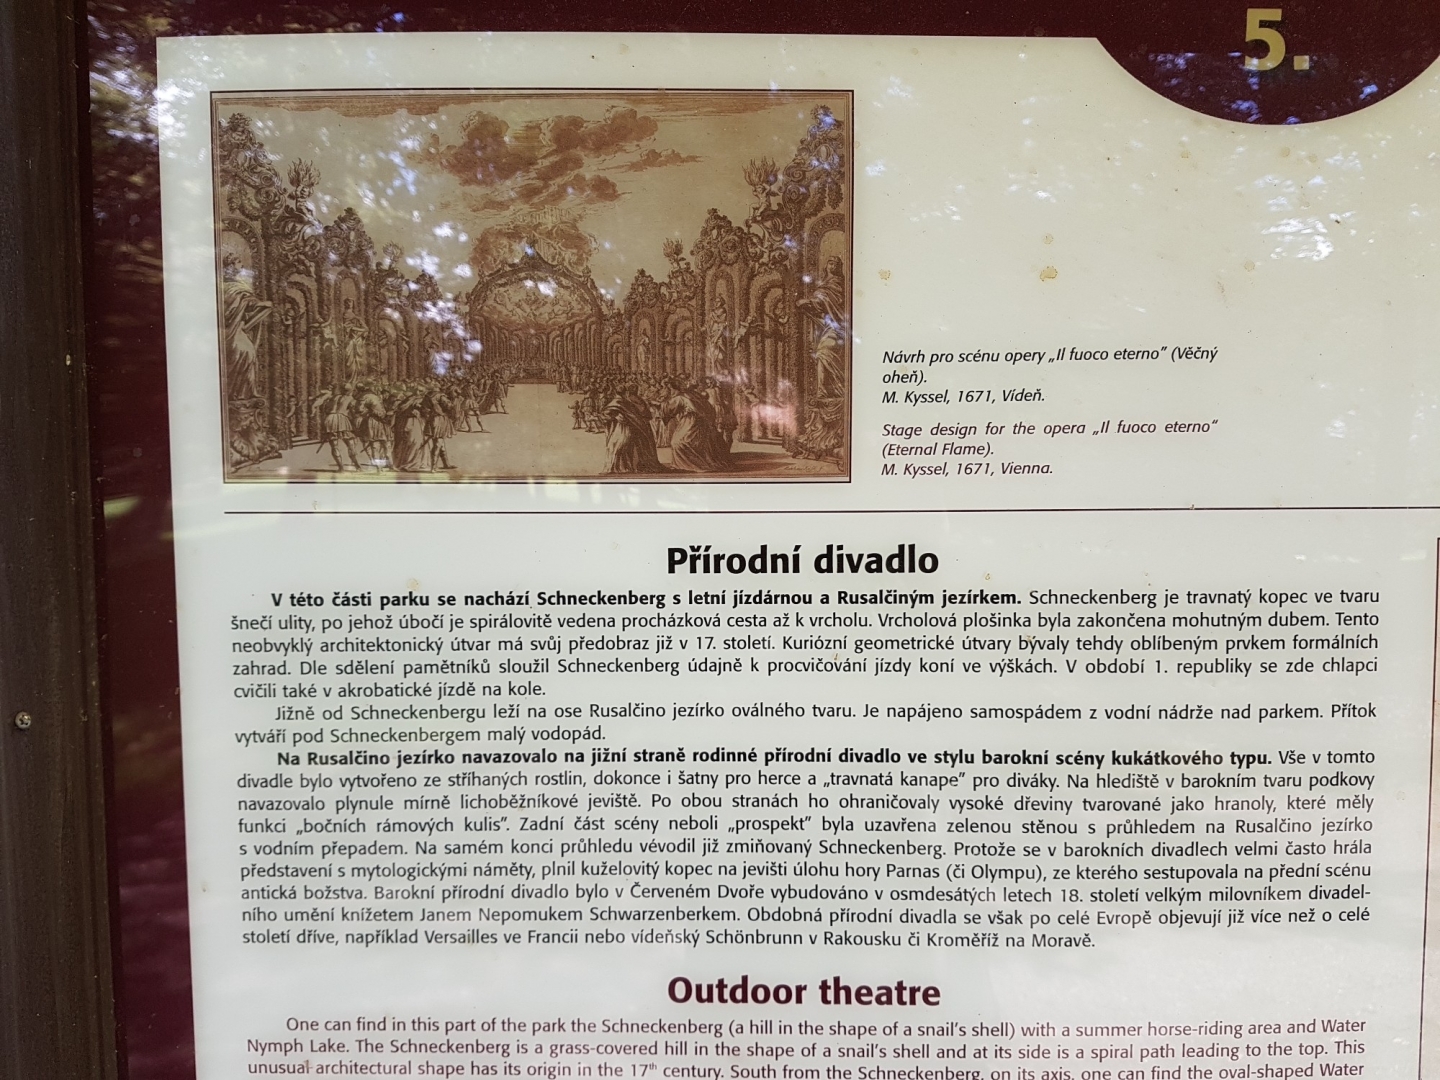 5.
Návrh pro scénu opery „Il fuoco eterno” (Věčný
oheň).
M. Kyssel, 1671, Vídeň.
Stage design for the opera „Il fuoco eterno”
(Eternal Flame).
M. Kyssel, 1671, Vienna.
Přírodní divadlo
V této části parku se nachází Schneckenberg s letní jízdárnou a Rusalčiným jezírkem. Schneckenberg je travnatý kopec ve tvaru
šnečí ulity, po jehož úbočí je spirálovitě vedena procházková cesta až k vrcholu. Vrcholová plošinka byla zakončena mohutným dubem. Tento
neobvyklý architektonický útvar má svůj předobraz již v 17. století. Kuriózní geometrické útvary bývaly tehdy oblíbeným prvkem formálních
zahrad. Dle sdělení pamětníků sloužil Schneckenberg údajně k procvičování jízdy koní ve výškách. V období 1. republiky se zde chlapci
cvičili také v akrobatické jízdě na kole.
Jižně od Schneckenbergu leží na ose Rusalčino jezírko oválného tvaru. Je napájeno samospádem z vodní nádrže nad parkem. Přítok
vytváří pod Schneckenbergem malý vodopád.
Na Rusalčino jezírko navazovalo na jižní straně rodinné přírodní divadlo ve stylu barokní scény kukátkového typu. Vše v tomto
divadle bylo vytvořeno ze stříhaných rostlin, dokonce i šatny pro herce a „travnatá kanape” pro diváky. Na hlediště v barokním tvaru podkovy
navazovalo plynule mírně lichoběžníkové jeviště. Po obou stranách ho ohraničovaly vysoké dřeviny tvarované jako hranoly, které měly
funkci „bočních rámových kulis”. Zadní část scény neboli „prospekt” byla uzavřena zelenou stěnou s průhledem na Rusalčino jezírko
s vodním přepadem. Na samém konci průhledu vévodil již zmiňovaný Schneckenberg. Protože se v barokních divadlech velmi často hrála
představení s mytologickými náměty, plnil kuželovitý kopec na jevišti úlohu hory Parnas (či Olympu), ze kterého sestupovala na přední scénu
antická božstva. Barokní přírodní divadlo bylo v Červeném Dvoře vybudováno v osmdesátých letech 18. století velkým milovníkem divadel-
ního umění knížetem Janem Nepomukem Schwarzenberkem. Obdobná přírodní divadla se však po celé Evropě objevují již více než o celé
století dříve, například Versailles ve Francii nebo vídeňský Schönbrunn v Rakousku či Kroměříž na Moravě.
Outdoor theatre
One can find in this part of the park the Schneckenberg (a hill in the shape of a snail's shell) with a summer horse-riding area and Water
Nymph Lake. The Schneckenberg is a grass-covered hill in the shape of a snail's shell and at its side is a spiral path leading to the top. This
unusual architectural shape has its origin in the 17th century. South from the Schneckenberg, on its axis, one can find the oval-shaped Water